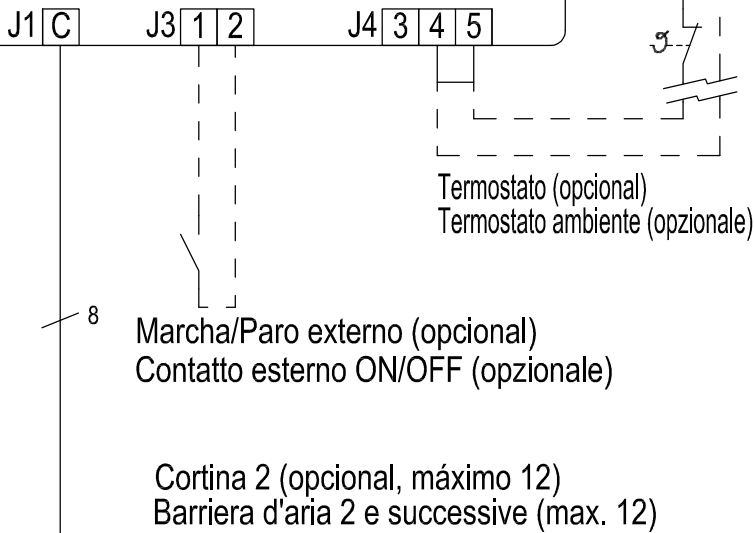 J1 C J3 1 2 J4 3 4 5
ϑ
Termostato (opcional)
Termostato ambiente (opzionale)
8
Marcha/Paro externo (opcional)
Contatto esterno ON/OFF (opzionale)
Cortina 2 (opcional, máximo 12)
Barriera d'aria 2 e successive (max. 12)